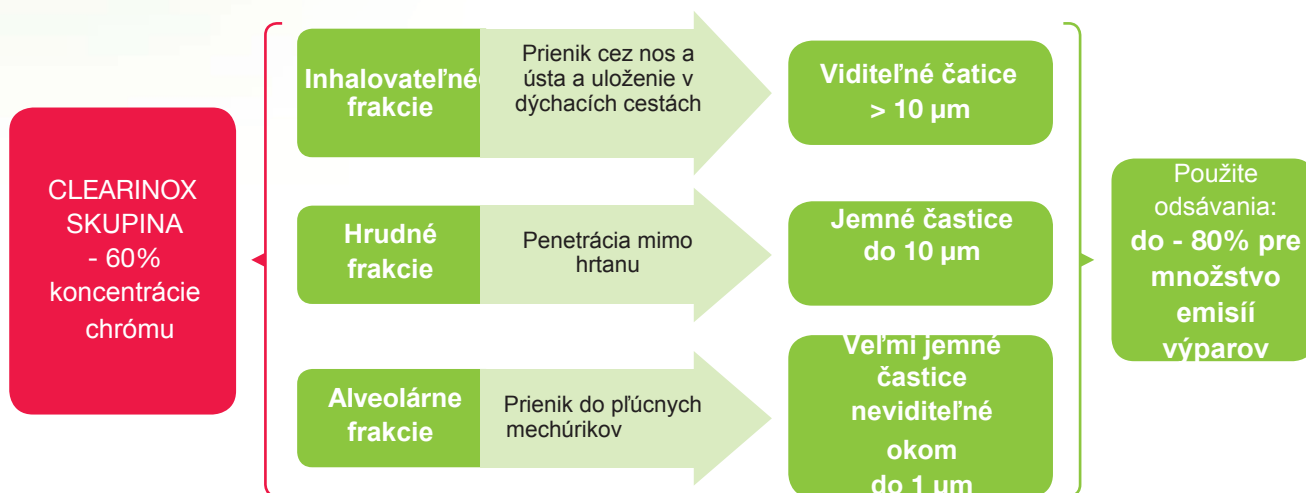 CLEARINOX
SKUPINA
- 60%
koncentrácie
chrómu
Inhalovateľné
frakcie
Prienik cez nos a
ústa a uloženie v
dýchacích cestách
Viditeľné čatice
> 10 µm
Hrudné
frakcie
Penetrácia mimo
hrtanu
Jemné častice
do 10 µm
Alveolárne
frakcie
Prienik do pľúcnych
mechúrikov
Veľmi jemné
častice
neviditeľné
okom
do 1 µm
Použite
odsávania:
do - 80% pre
množstvo
emisíí
výparov